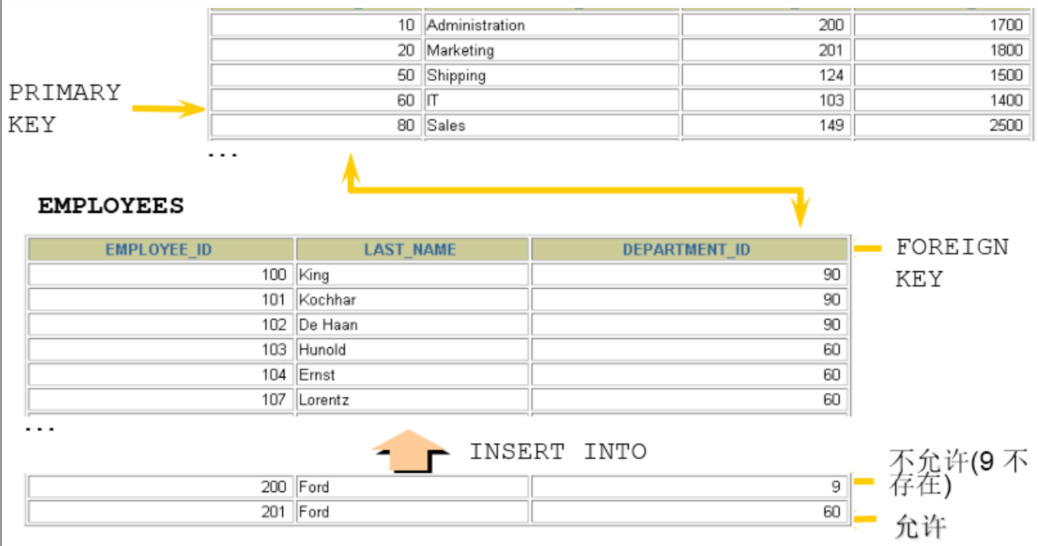 10 Administration 200 1700
20 Marketing 201 1800
50 Shipping 124 1500
60 IT 103 1400
80 Sales 149 2500
PRIMARY
KEY
...
EMPLOYEES
EMPLOYEE_ID LAST_NAME DEPARTMENT_ID
100 King 90
101 Kochhar 90
102 De Haan 90
103 Hunold 60
104 Ernst 60
107 Lorentz 60
FOREIGN
KEY
...
INSERT INTO
200 Ford 9
201 Ford 60
不允许(9 不
存在)
允许